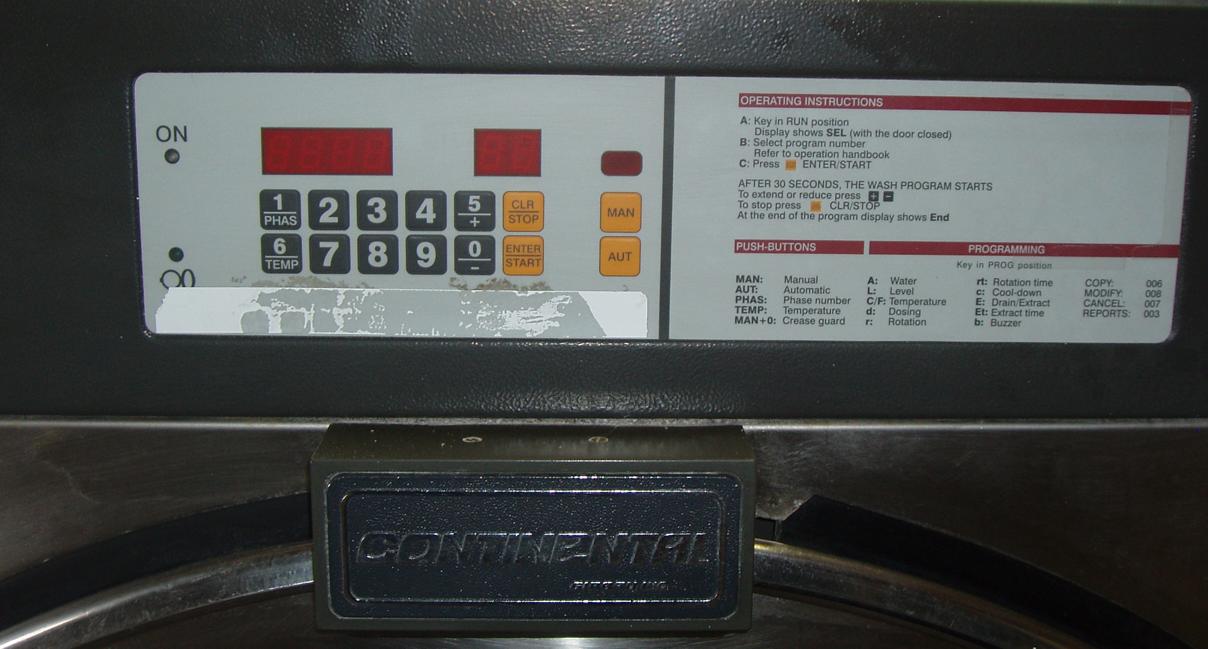 ON
1
PHAS
2
3
4
5
+
CLR
STOP
MAN
6
TEMP
7
8
9
0
-
ENTER
START
AUT
OPERATING INSTRUCTIONS
A: Key in RUN position
Display shows SEL (with the door closed)
B: Select program number
Refer to operation handbook
C: Press ENTER/START
AFTER 30 SECONDS, THE WASH PROGRAM STARTS
To extend or reduce press + -
To stop press CLR/STOP
At the end of the program display shows End
PUSH-BUTTONS
PROGRAMMING
Key in PROG position
MAN: Manual
AUT: Automatic
PHAS: Phase number
TEMP: Temperature
MAN+0: Crease guard
A: Water
L: Level
C/F: Temperature
d: Dosing
r: Rotation
rt: Rotation time
c: Cool-down
E: Drain/Extract
Et: Extract time
b: Buzzer
COPY: 006
MODIFY: 008
CANCEL: 007
REPORTS: 003
CONTINENTAL